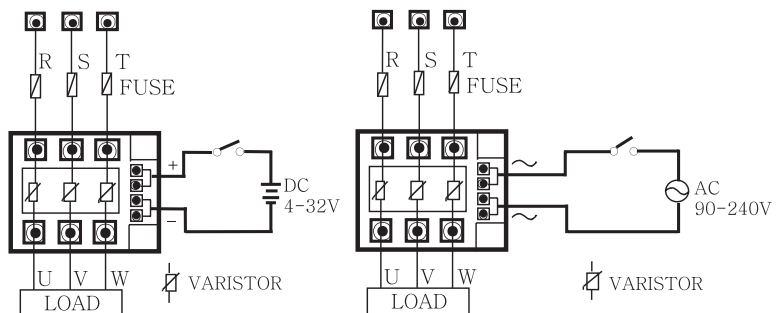 R S T
FUSE
+
DC
4-32V
−
U V W
VARISTOR
LOAD
R S T
FUSE
~
AC
90-240V
~
U V W
VARISTOR
LOAD